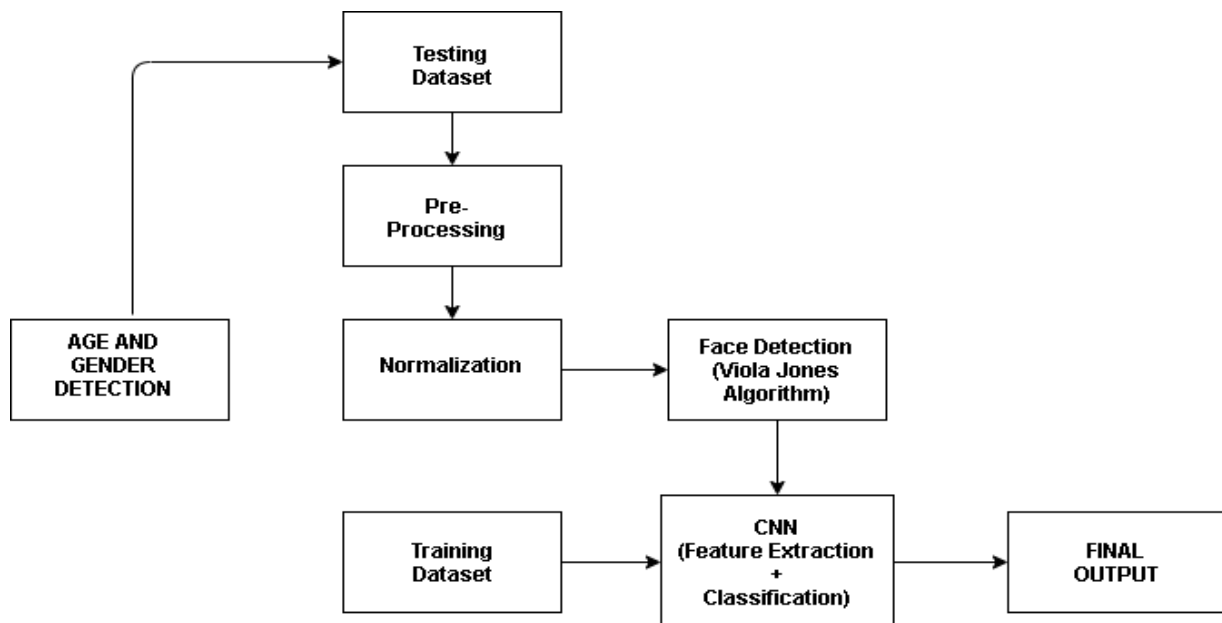 Testing
Dataset
Pre-
Processing
AGE AND
GENDER
DETECTION
Normalization
Face Detection
(Viola Jones
Algorithm)
Training
Dataset
CNN
(Feature Extraction
+
Classification)
FINAL
OUTPUT